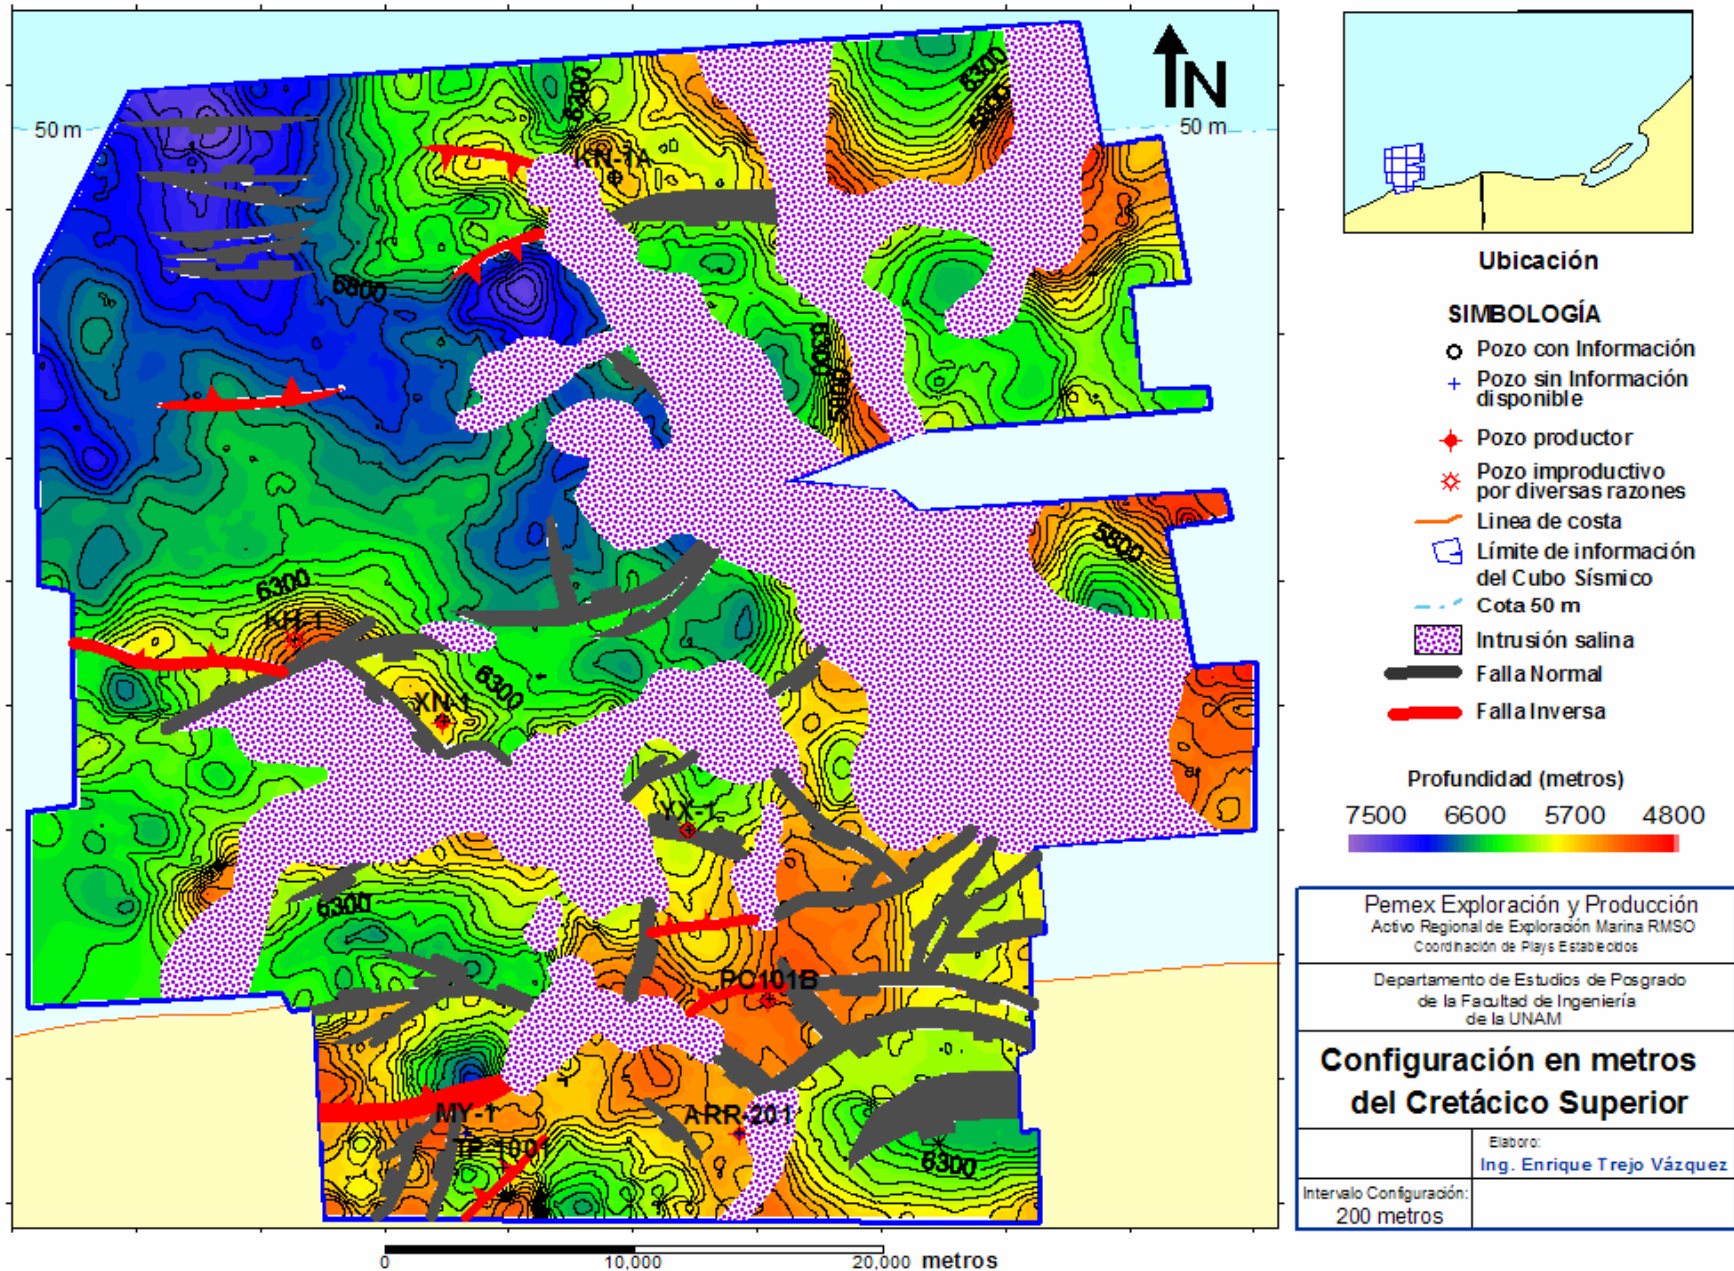 N
50 m
50 m
6300
5800
6300
KN-1A
6800
6300
5800
5800
6300
KH-1
6300
XN-1
YX-1
6300
PO101B
MY-1
ARR-201
TP-1001
6300
0
10,000
20,000 metros
Ubicación
SIMBOLOGÍA
Pozo con Información
Pozo sin Información
disponible
Pozo productor
Pozo improductivo
por diversas razones
Linea de costa
Límite de información
del Cubo Sísmico
Cota 50 m
Intrusión salina
Falla Normal
Falla Inversa
Profundidad (metros)
7500 6600 5700 4800
Pemex Exploración y Producción
Activo Regional de Exploración Marina RMSO
Coordinación de Plays Establecidos
Departamento de Estudios de Posgrado
de la Facultad de Ingeniería
de la UNAM
Configuración en metros
del Cretácico Superior
Elaboro:
Ing. Enrique Trejo Vázquez
Intervalo Configuración:
200 metros